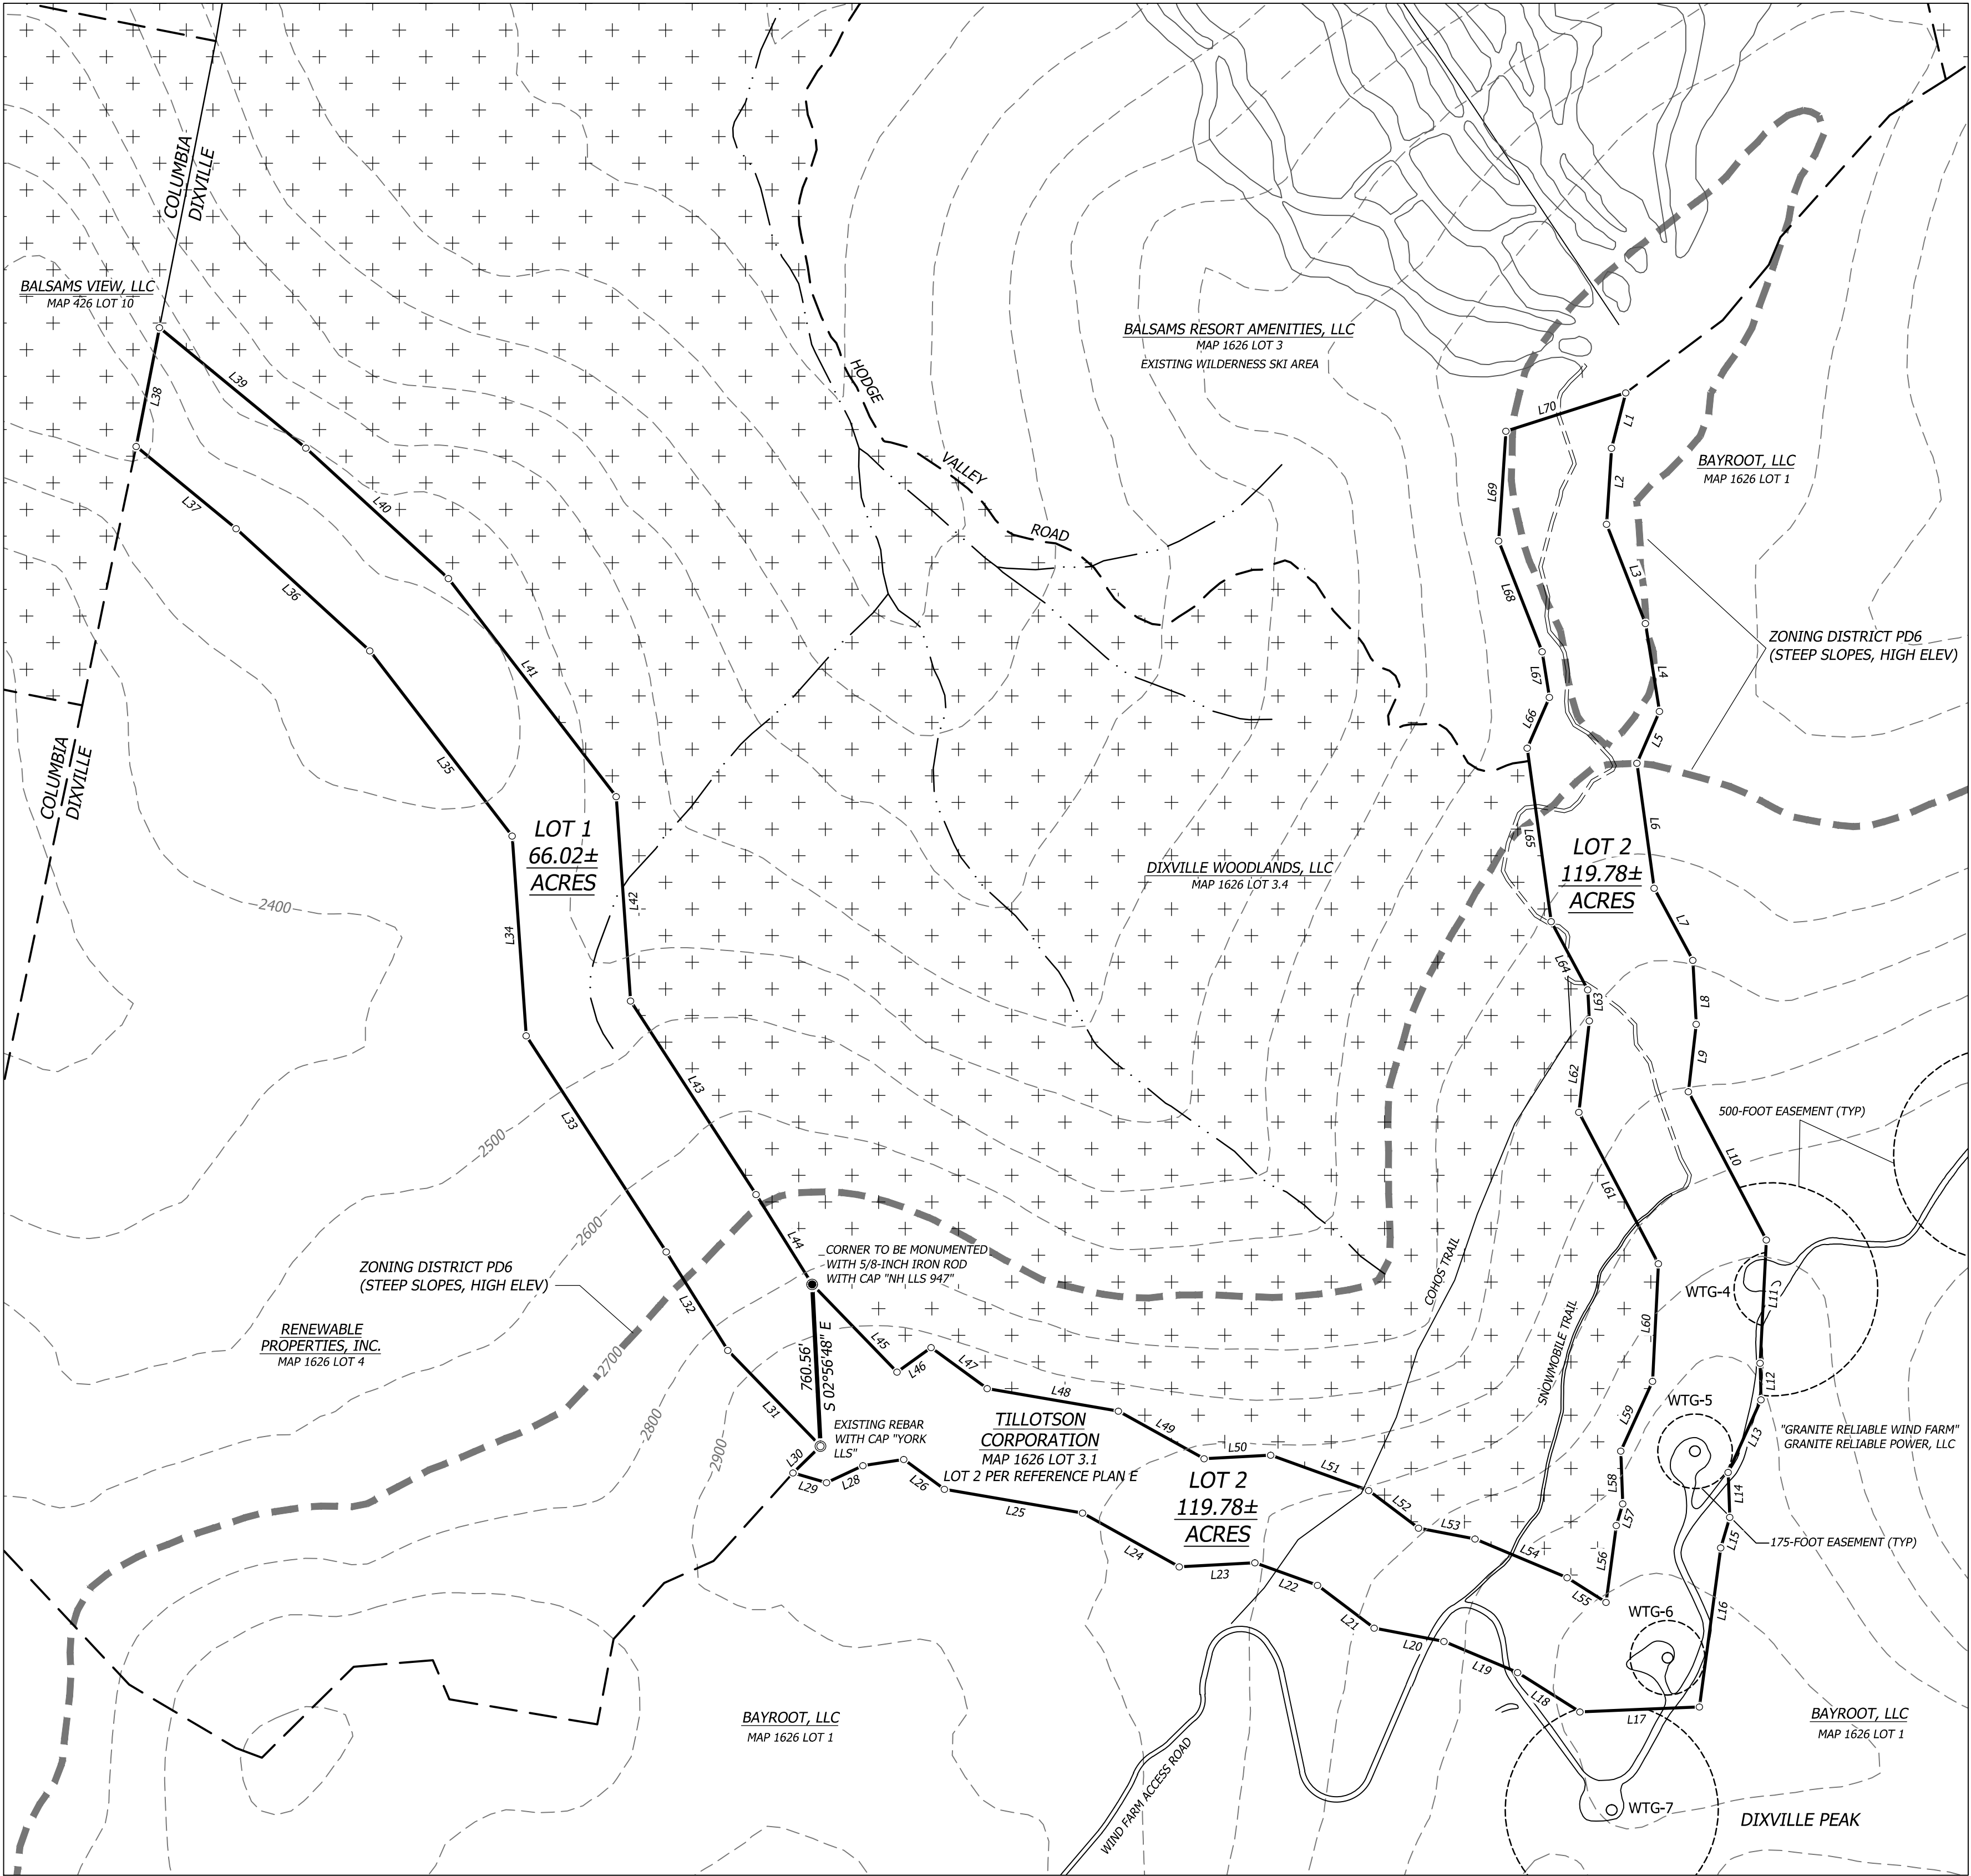 COLUMBIA
DIXVILLE
BALSAMS VIEW, LLC
MAP 426 LOT 10
L38
L39
L37
L40
L36
L41
L35
COLUMBIA
DIXVILLE
LOT 1
66.02±
ACRES
L34
L42
2400
L33
L43
2500
2600
L44
L32
CORNER TO BE MONUMENTED
WITH 5/8-INCH IRON ROD
WITH CAP "NH LLS 947"
ZONING DISTRICT PD6
(STEEP SLOPES, HIGH ELEV)
RENEWABLE
PROPERTIES, INC.
MAP 1626 LOT 4
2700
2800
2900
L31
760.56'
S 02°56'48" E
EXISTING REBAR
WITH CAP "YORK
LLS"
L30
L29
L28
L26
L45
L46
L47
L48
L49
L50
L51
L52
L53
L54
L55
TILLOTSON
CORPORATION
MAP 1626 LOT 3.1
LOT 2 PER REFERENCE PLAN E
LOT 2
119.78±
ACRES
L25
L24
L23
L22
L21
L20
L19
L18
L17
HODGE
VALLEY
ROAD
BALSAMS RESORT AMENITIES, LLC
MAP 1626 LOT 3
EXISTING WILDERNESS SKI AREA
DIXVILLE WOODLANDS, LLC
MAP 1626 LOT 3.4
L70
L1
L69
L2
L68
L3
L67
L4
L66
L5
BAYROOT, LLC
MAP 1626 LOT 1
ZONING DISTRICT PD6
(STEEP SLOPES, HIGH ELEV)
L65
L6
LOT 2
119.78±
ACRES
L7
L64
L63
L8
L62
L9
L61
L10
500-FOOT EASEMENT (TYP)
COHOS TRAIL
SNOWMOBILE TRAIL
WTG-4
L11
L60
L12
WTG-5
L59
L13
"GRANITE RELIABLE WIND FARM"
GRANITE RELIABLE POWER, LLC
L58
L14
L57
L15
175-FOOT EASEMENT (TYP)
L56
L16
WTG-6
BAYROOT, LLC
MAP 1626 LOT 1
BAYROOT, LLC
MAP 1626 LOT 1
WIND FARM ACCESS ROAD
WTG-7
DIXVILLE PEAK